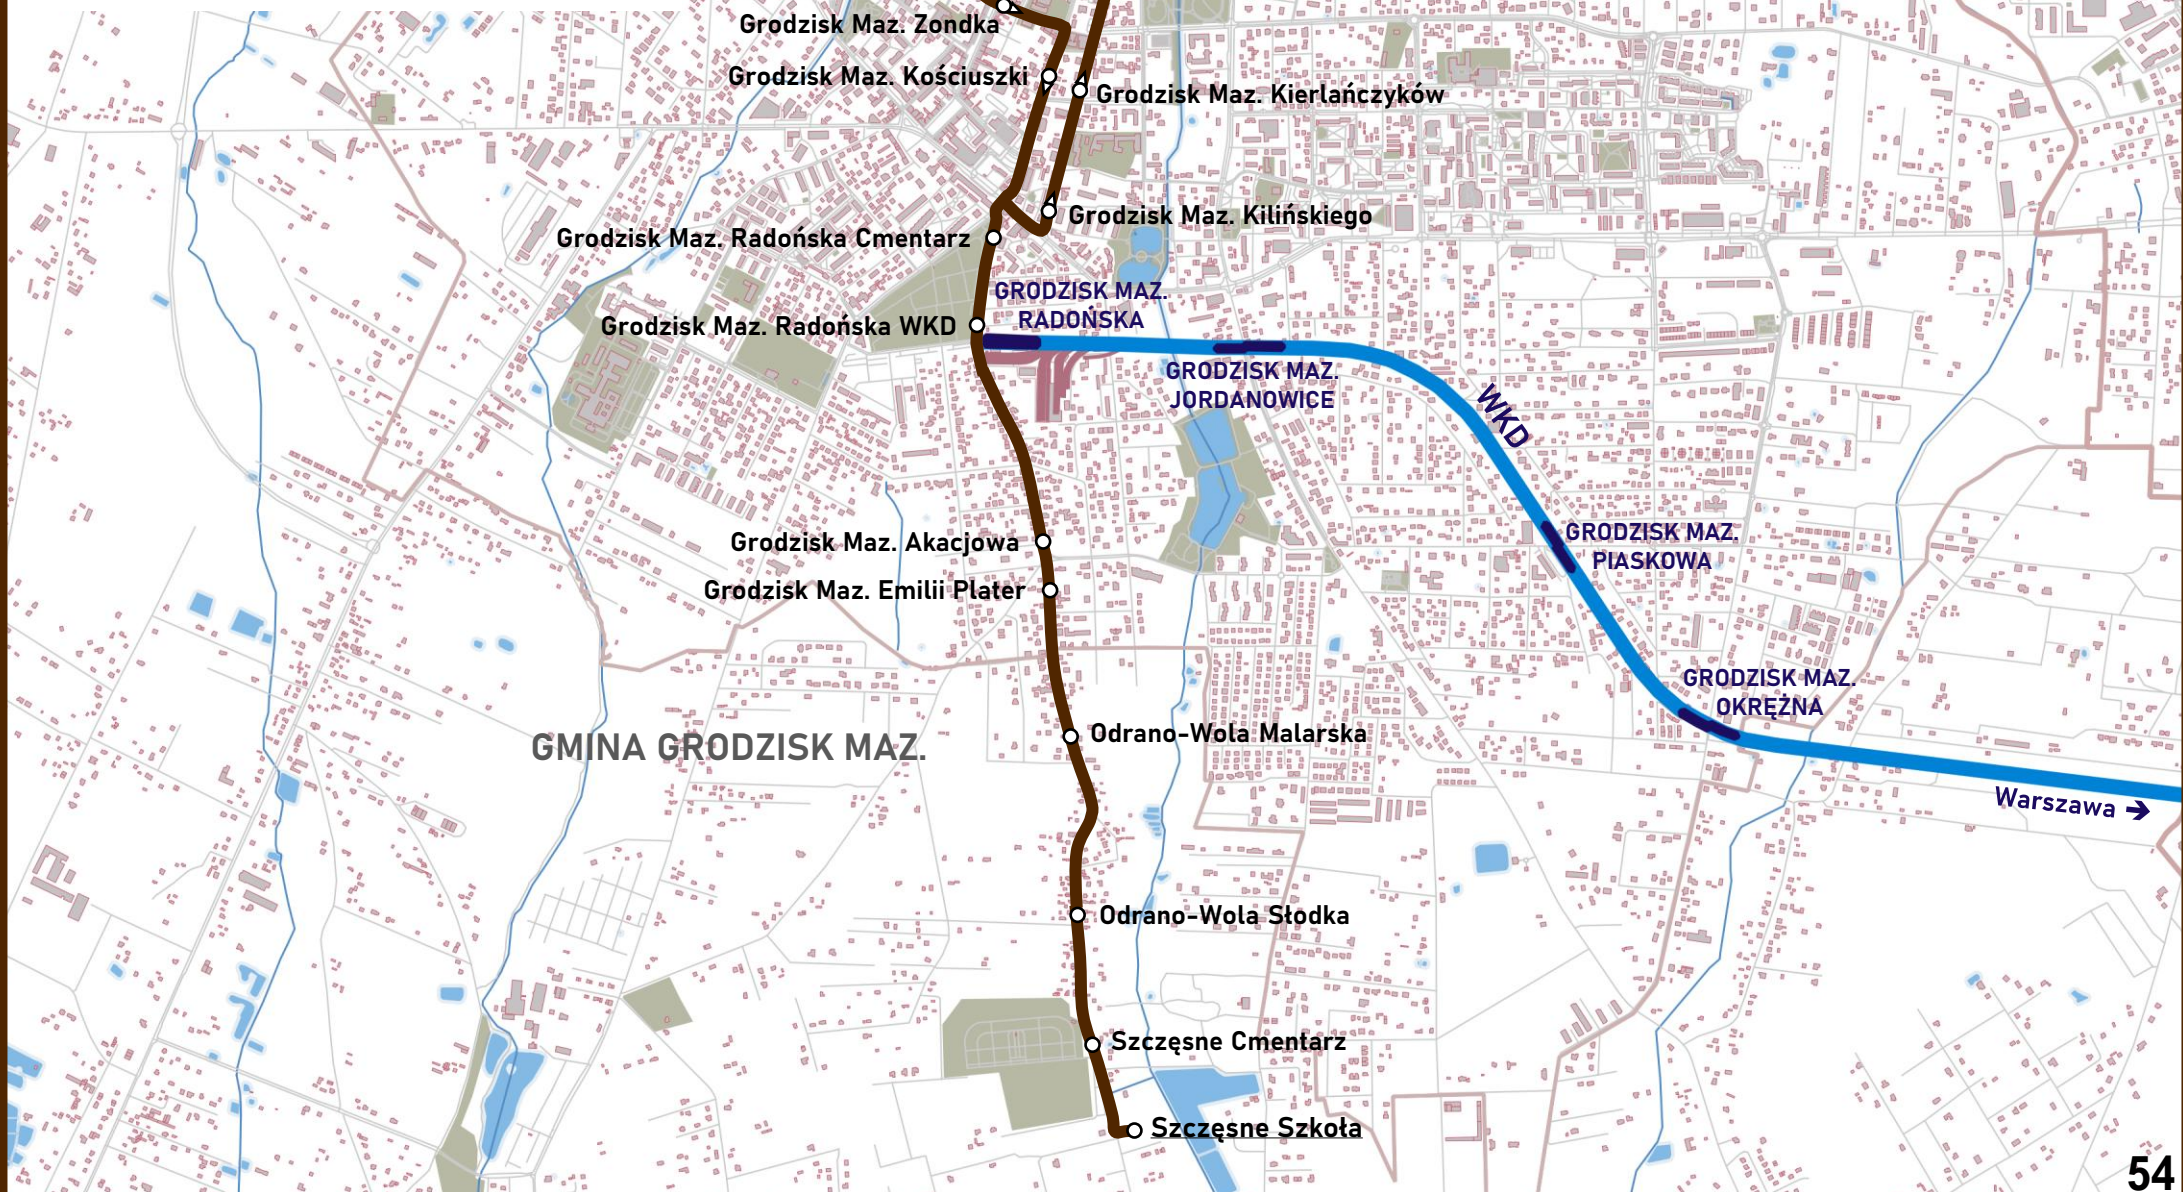 Grodzisk Maz. Zondka
Grodzisk Maz. Kościuszki
Grodzisk Maz. Kierlańczyków
Grodzisk Maz. Kilińskiego
Grodzisk Maz. Radońska Cmentarz
GRODZISK MAZ.
RADOŃSKA
Grodzisk Maz. Radońska WKD
GRODZISK MAZ.
JORDANOWICE
WKD
GRODZISK MAZ.
PIASKOWA
Grodzisk Maz. Akacjowa
Grodzisk Maz. Emilii Plater
GRODZISK MAZ.
OKRĘŻNA
Odrano-Wola Malarska
GMINA GRODZISK MAZ.
Warszawa →
Odrano-Wola Słodka
Szczęsne Cmentarz
Szczęsne Szkoła
54